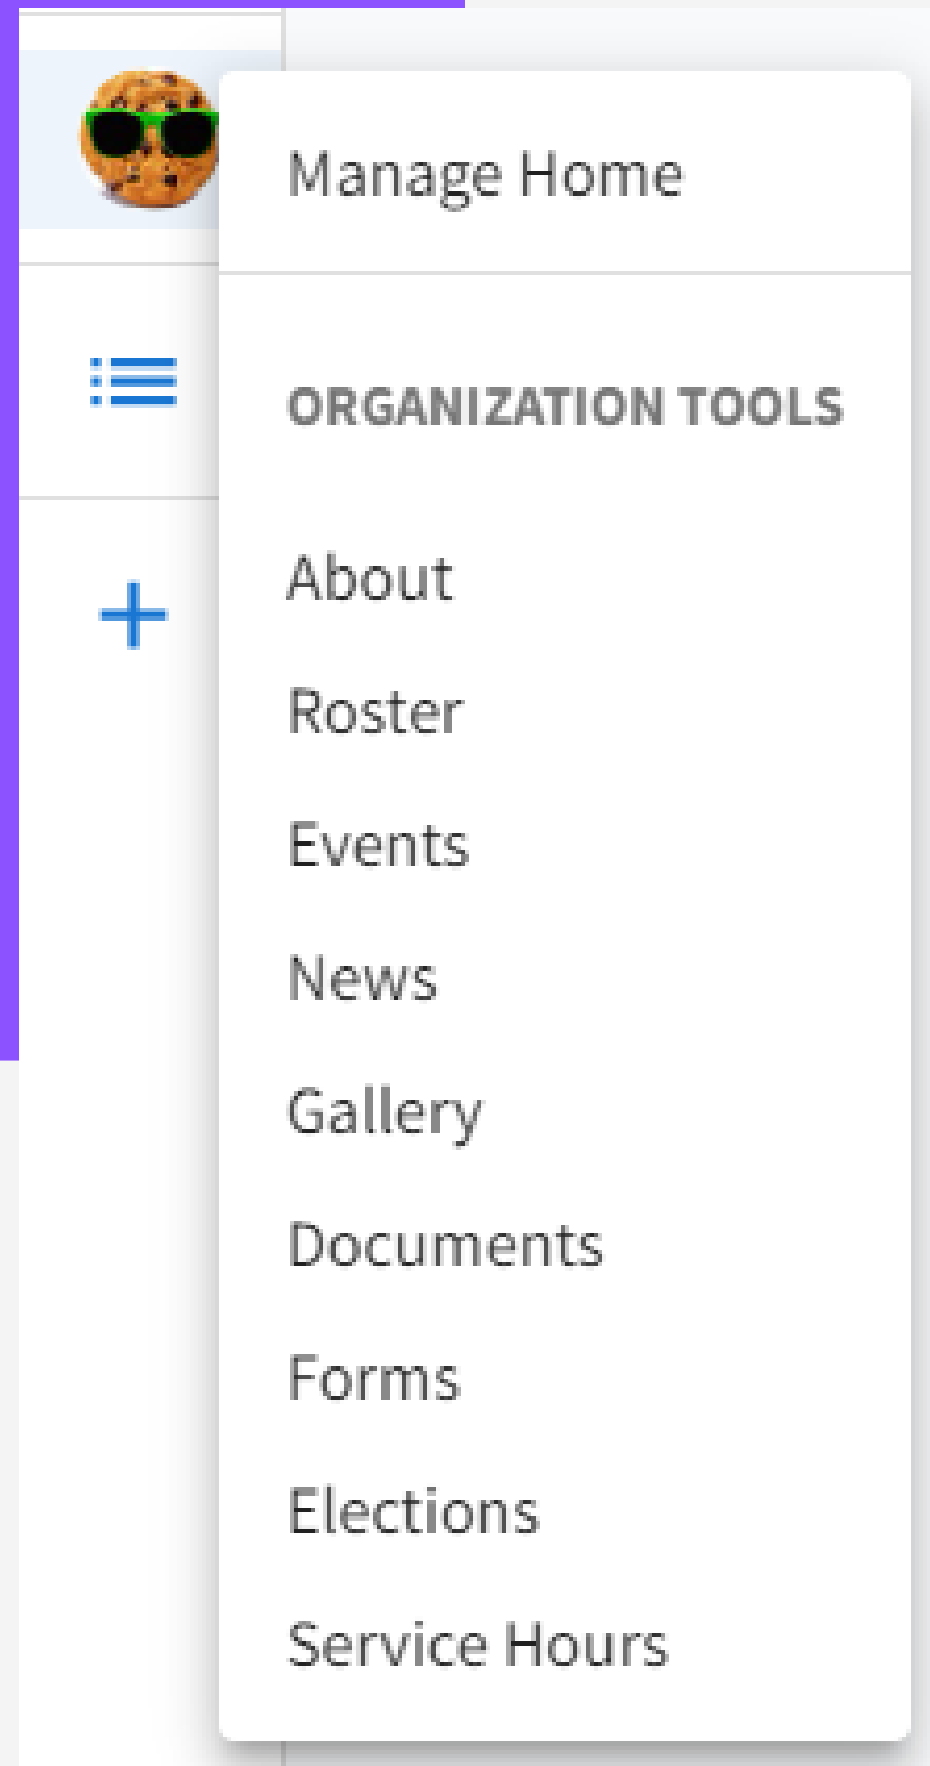 Manage Home
ORGANIZATION TOOLS
About
Roster
Events
News
Gallery
Documents
Forms
Elections
Service Hours